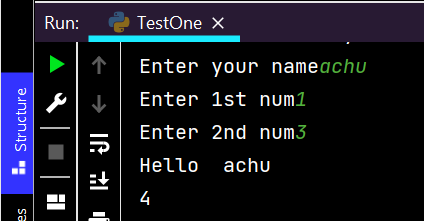 Run: TestOne
Enter your nameachu
Enter 1st num1
Enter 2nd num3
Hello  achu
4
Structure